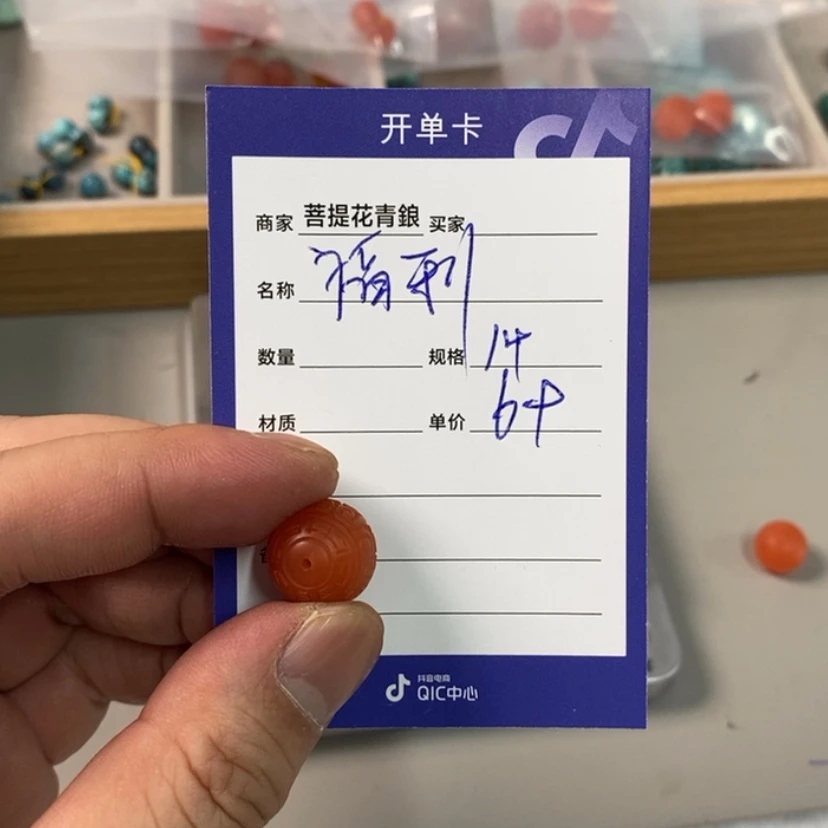 开单卡
商家 菩提花青銀 买家
名称 福利
数量 规格 14
材质 单价 64
抖音电商
QIC中心